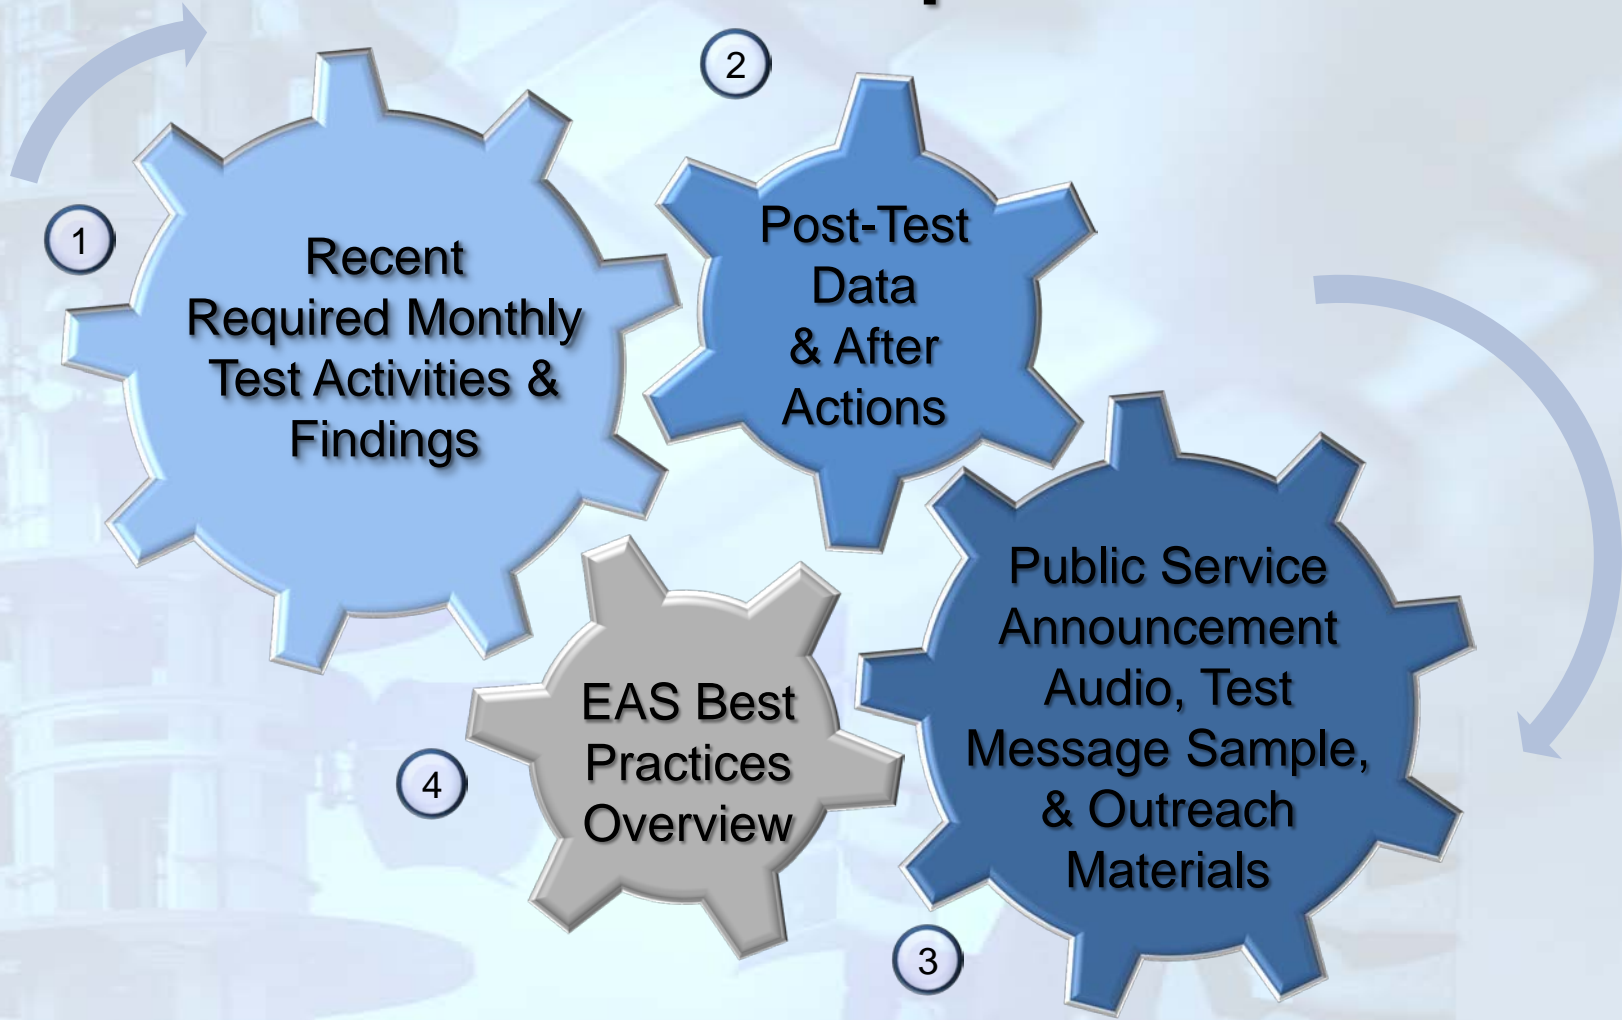 1
Recent
Required Monthly
Test Activities &
Findings
2
Post-Test
Data
& After
Actions
3
Public Service
Announcement
Audio, Test
Message Sample,
& Outreach
Materials
4
EAS Best
Practices
Overview